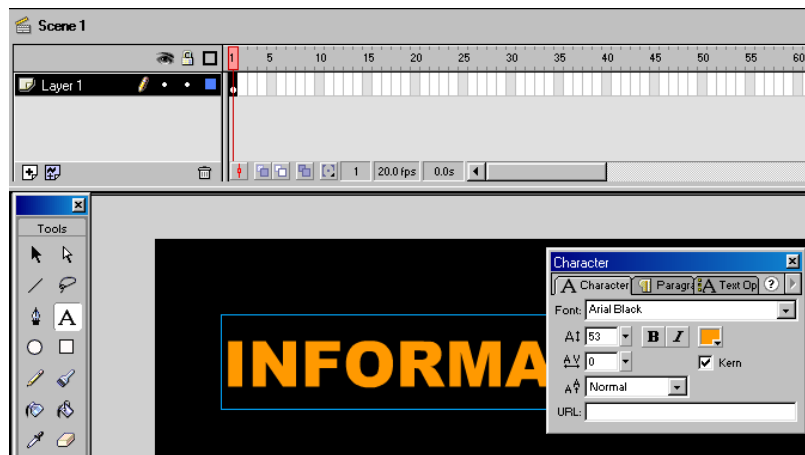 Scene 1
1 5 10 15 20 25 30 35 40 45 50 55 60
Layer 1
1 20.0 fps 0.0s
Tools
A
INFORMA
Character
A Character Paragra A Text Op ?
Font: Arial Black
53 B I
A V 0 Kern
Normal
URL: